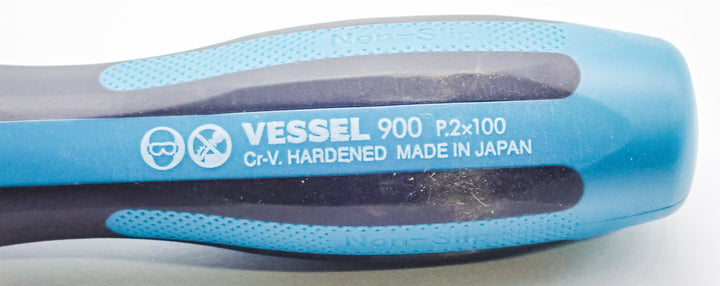 Non-Slip
VESSEL 900 P.2×100
Cr-V. HARDENED MADE IN JAPAN
Non-Slip